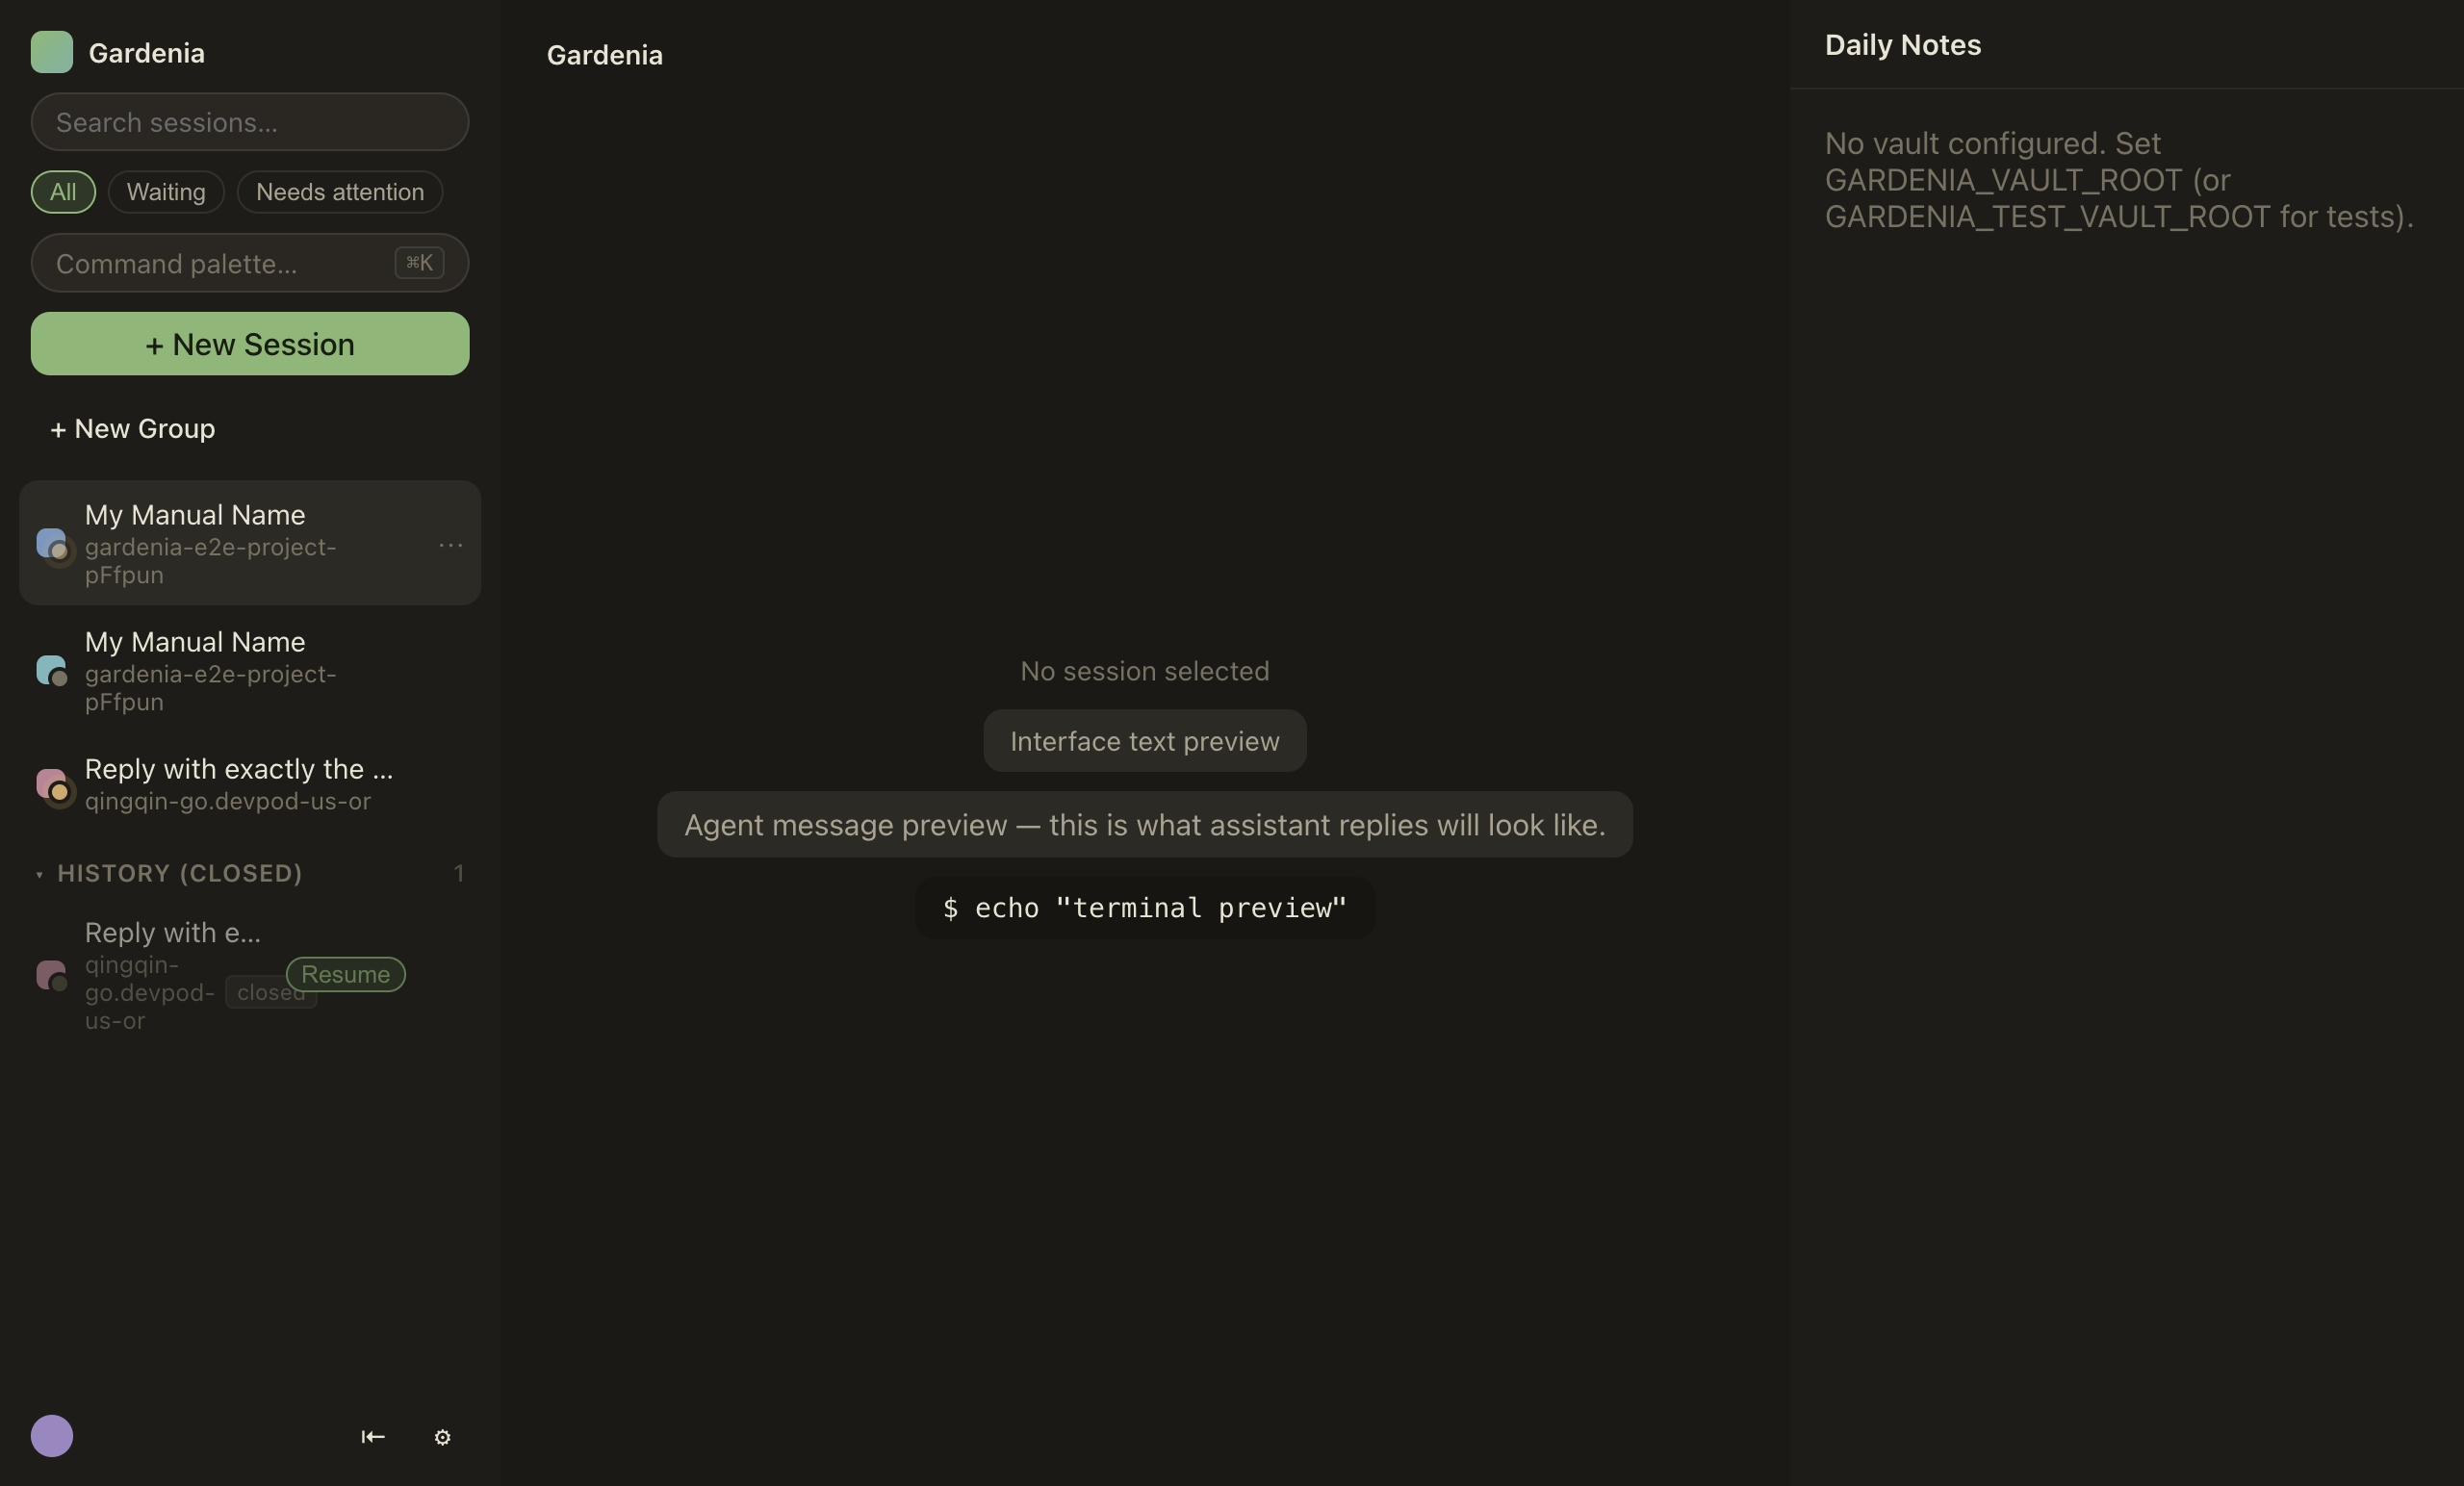 Gardenia
Search sessions...
All
Waiting
Needs attention
Command palette...
⌘K
+ New Session
+ New Group
My Manual Name
gardenia-e2e-project-
pFfpun
...
My Manual Name
gardenia-e2e-project-
pFfpun
Reply with exactly the ...
qingqin-go.devpod-us-or
HISTORY (CLOSED)
1
Reply with e...
qingqin-
go.devpod-
us-or
closed
Resume
Gardenia
No session selected
Interface text preview
Agent message preview — this is what assistant replies will look like.
$ echo "terminal preview"
Daily Notes
No vault configured. Set
GARDENIA_VAULT_ROOT (or
GARDENIA_TEST_VAULT_ROOT for tests).